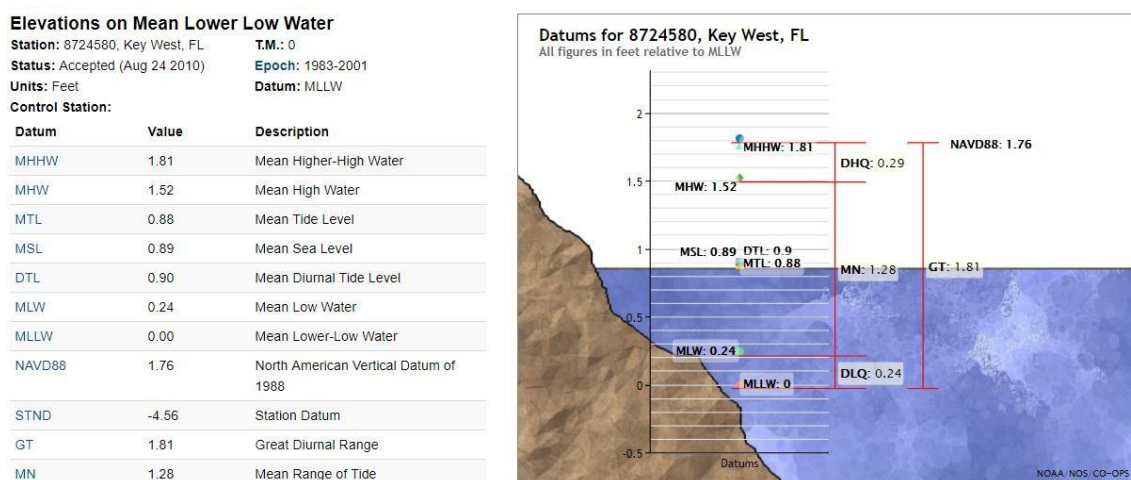 Elevations on Mean Lower Low Water
Station: 8724580, Key West, FL T.M.: 0
Status: Accepted (Aug 24 2010) Epoch: 1983-2001
Units: Feet Datum: MLLW
Control Station:
Datum Value Description
MHHW 1.81 Mean Higher-High Water
MHW 1.52 Mean High Water
MTL 0.88 Mean Tide Level
MSL 0.89 Mean Sea Level
DTL 0.90 Mean Diurnal Tide Level
MLW 0.24 Mean Low Water
MLLW 0.00 Mean Lower-Low Water
NAVD88 1.76 North American Vertical Datum of
1988
STND -4.56 Station Datum
GT 1.81 Great Diurnal Range
MN 1.28 Mean Range of Tide
Datums for 8724580, Key West, FL
All figures in feet relative to MLLW
2
MHHW: 1.81
NAVD88: 1.76
DHQ: 0.29
1.5
MHW: 1.52
1
MSL: 0.89 DTL: 0.9
MTL: 0.88
MN: 1.28
GT: 1.81
0.5
MLW: 0.24
DLQ: 0.24
0
MLLW: 0
-0.5
Datums
NOAA/NOS/CO-OPS